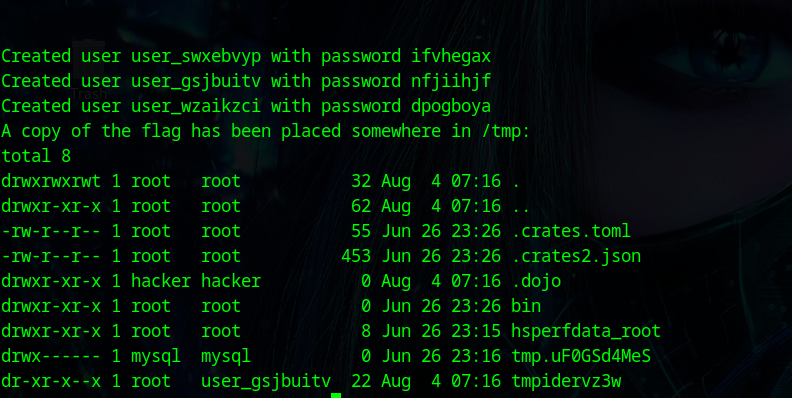 Created user user_swxebvyp with password ifvhegax
Created user user_gsjbuitv with password nfjiihjf
Created user user_wzaikzci with password dpogboya
A copy of the flag has been placed somewhere in /tmp:
total 8
drwxrwxrwt 1 root   root           32 Aug  4 07:16 .
drwxr-xr-x 1 root   root           62 Aug  4 07:16 ..
-rw-r--r-- 1 root   root           55 Jun 26 23:26 .crates.toml
-rw-r--r-- 1 root   root          453 Jun 26 23:26 .crates2.json
drwxr-xr-x 1 hacker hacker          0 Aug  4 07:16 .dojo
drwxr-xr-x 1 root   root            0 Jun 26 23:26 bin
drwxr-xr-x 1 root   root            8 Jun 26 23:15 hsperfdata_root
drwx------ 1 mysql  mysql           0 Jun 26 23:16 tmp.uF0GSd4MeS
dr-xr-x--x 1 root   user_gsjbuitv  22 Aug  4 07:16 tmpidervz3w
Trash